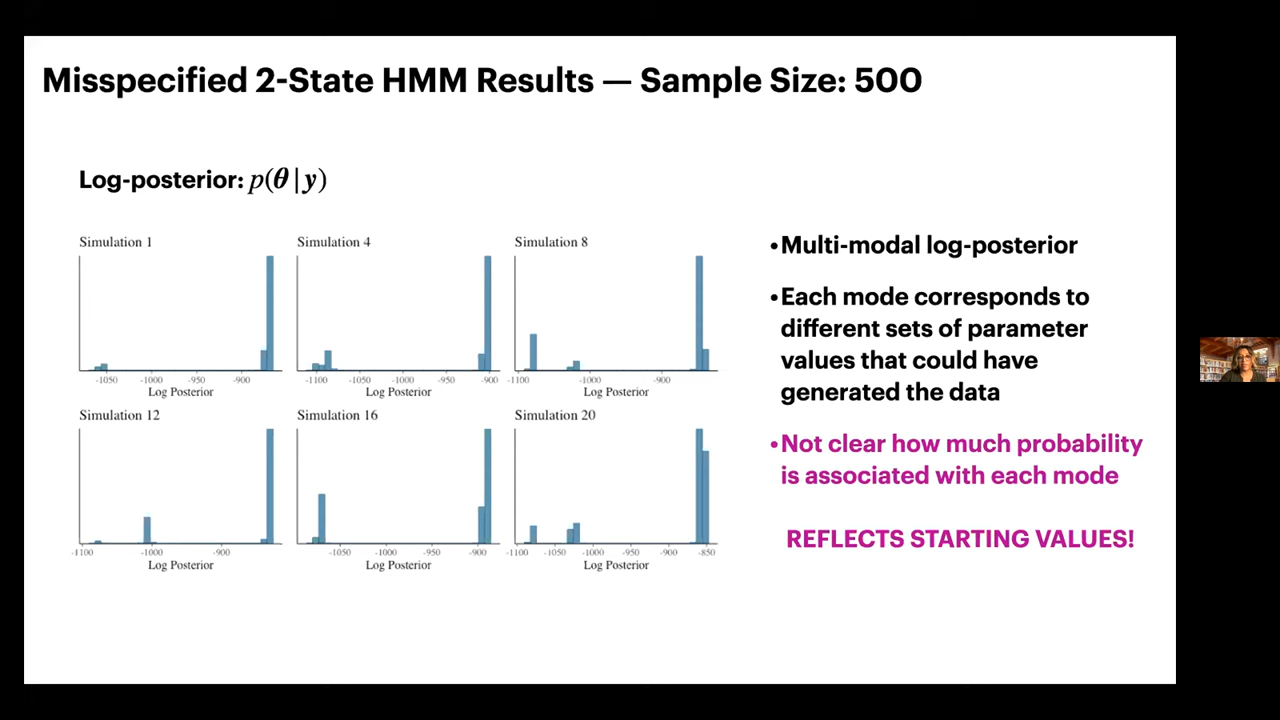 Misspecified 2-State HMM Results — Sample Size: 500
Log-posterior: p(θ|y)
Simulation 1
-1050 -1000 -950 -900
Log Posterior
Simulation 4
-1100 -1050 -1000 -950 -900
Log Posterior
Simulation 8
-1100 -1000 -900
Log Posterior
Simulation 12
-1100 -1000 -900
Log Posterior
Simulation 16
-1050 -1000 -950 -900
Log Posterior
Simulation 20
-1100 -1050 -1000 -950 -900 -850
Log Posterior
•Multi-modal log-posterior
•Each mode corresponds to
different sets of parameter
values that could have
generated the data
•Not clear how much probability
is associated with each mode
REFLECTS STARTING VALUES!